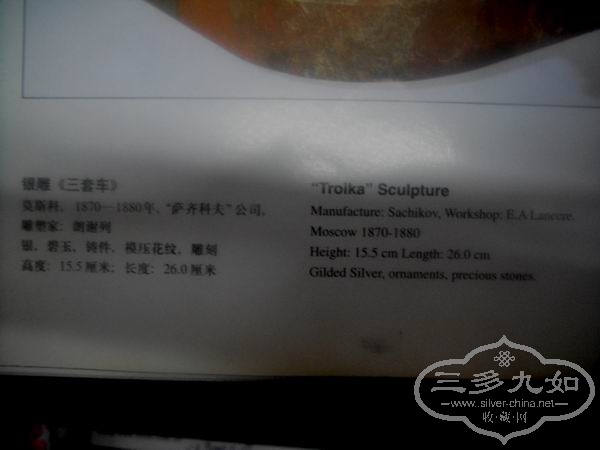 银雕《三套车》
莫斯科，1870—1880年、“萨齐科夫”公司，
雕塑家：朗谢列
银、碧玉、铸件、模压花纹、雕刻
高度：15.5厘米；长度：26.0厘米
“Troika” Sculpture
Manufacture: Sachikov, Workshop: E.A Lancere.
Moscow 1870-1880
Height: 15.5 cm Length: 26.0 cm
Gilded Silver, ornaments, precious stones.
三多九如
—www.silver-china.net—
收·藏·网